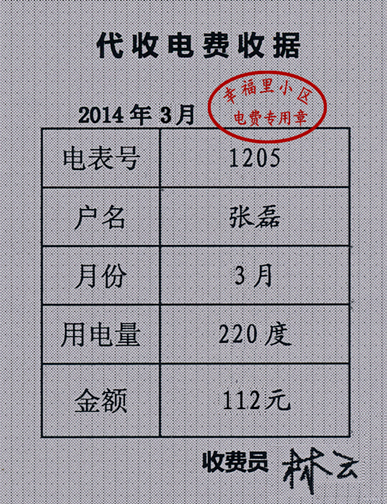 代收电费收据
幸福里小区
电费专用章
2014年3月
电表号 1205
户名 张磊
月份 3月
用电量 220度
金额 112元
收费员 林云